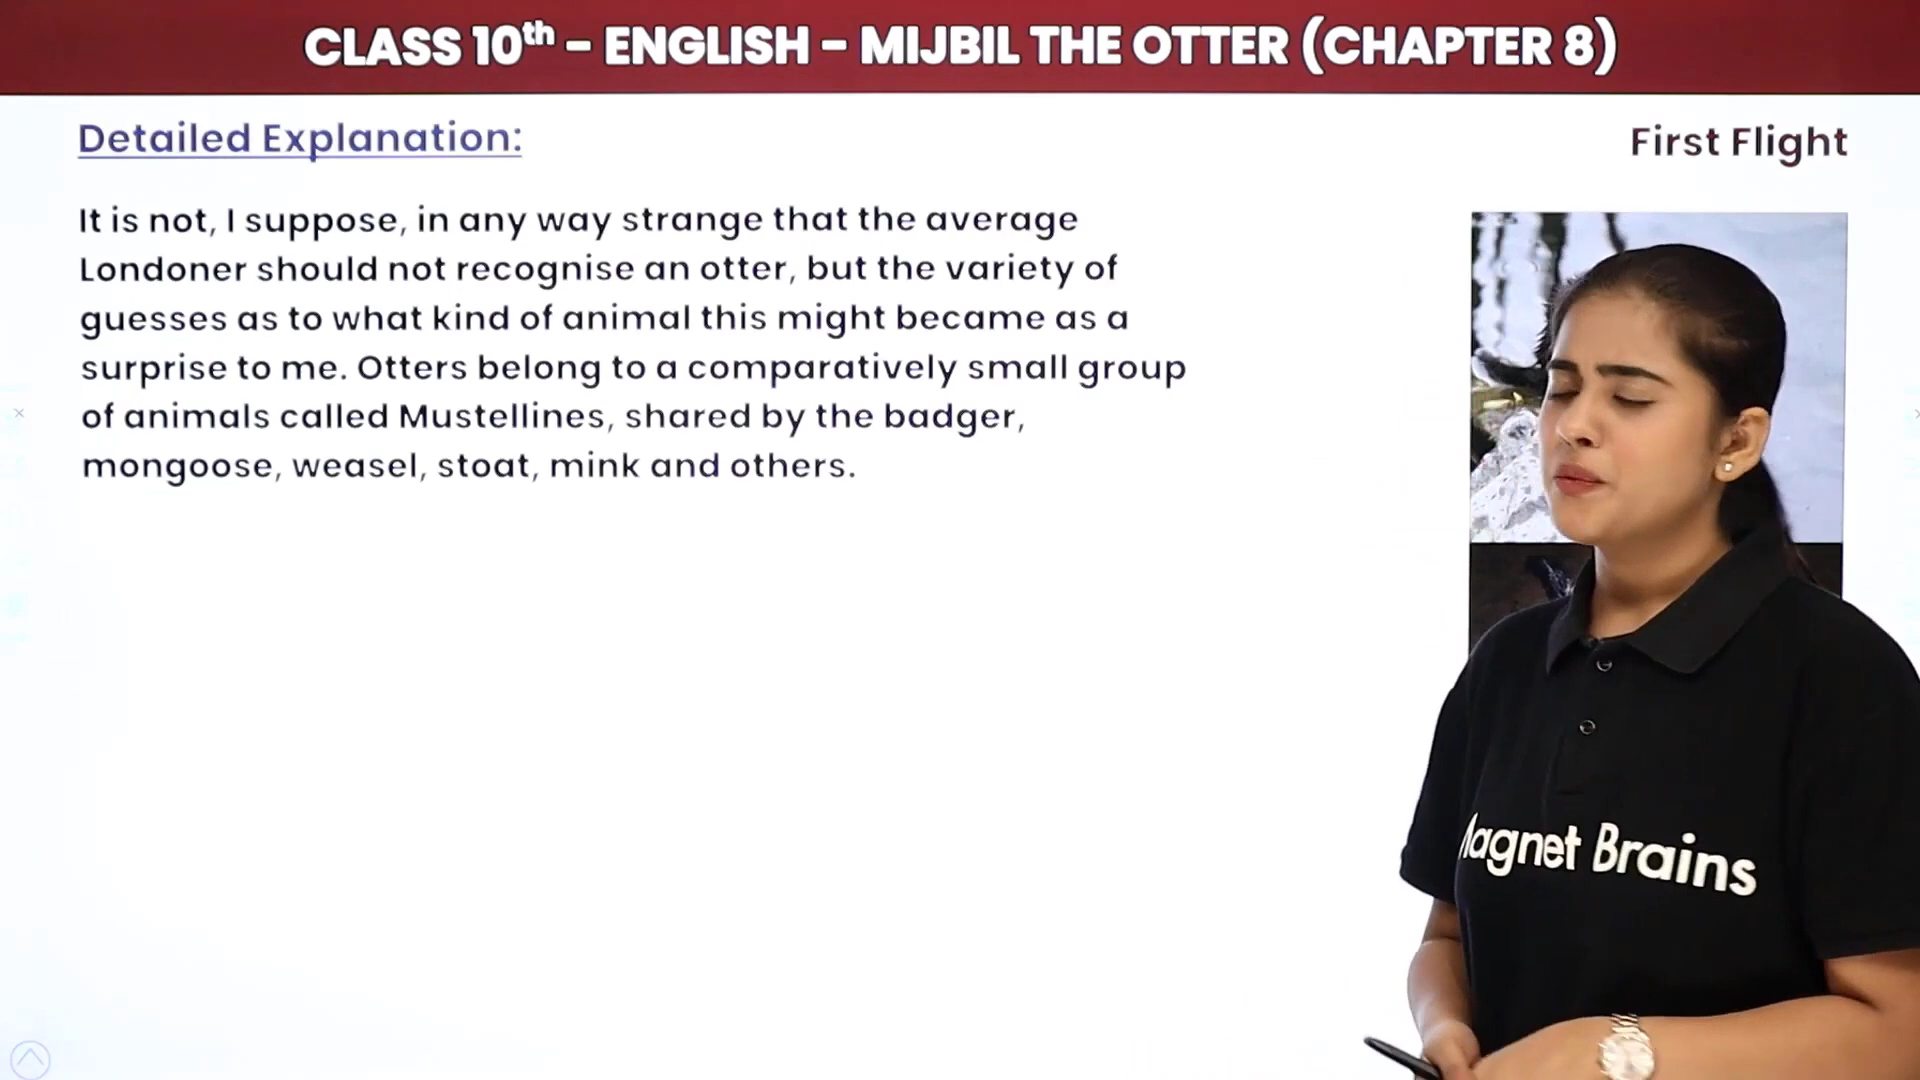 CLASS 10th – ENGLISH – MIJBIL THE OTTER (CHAPTER 8)
Detailed Explanation:
First Flight
It is not, I suppose, in any way strange that the average
Londoner should not recognise an otter, but the variety of
guesses as to what kind of animal this might became as a
surprise to me. Otters belong to a comparatively small group
of animals called Mustellines, shared by the badger,
mongoose, weasel, stoat, mink and others.
Magnet Brains